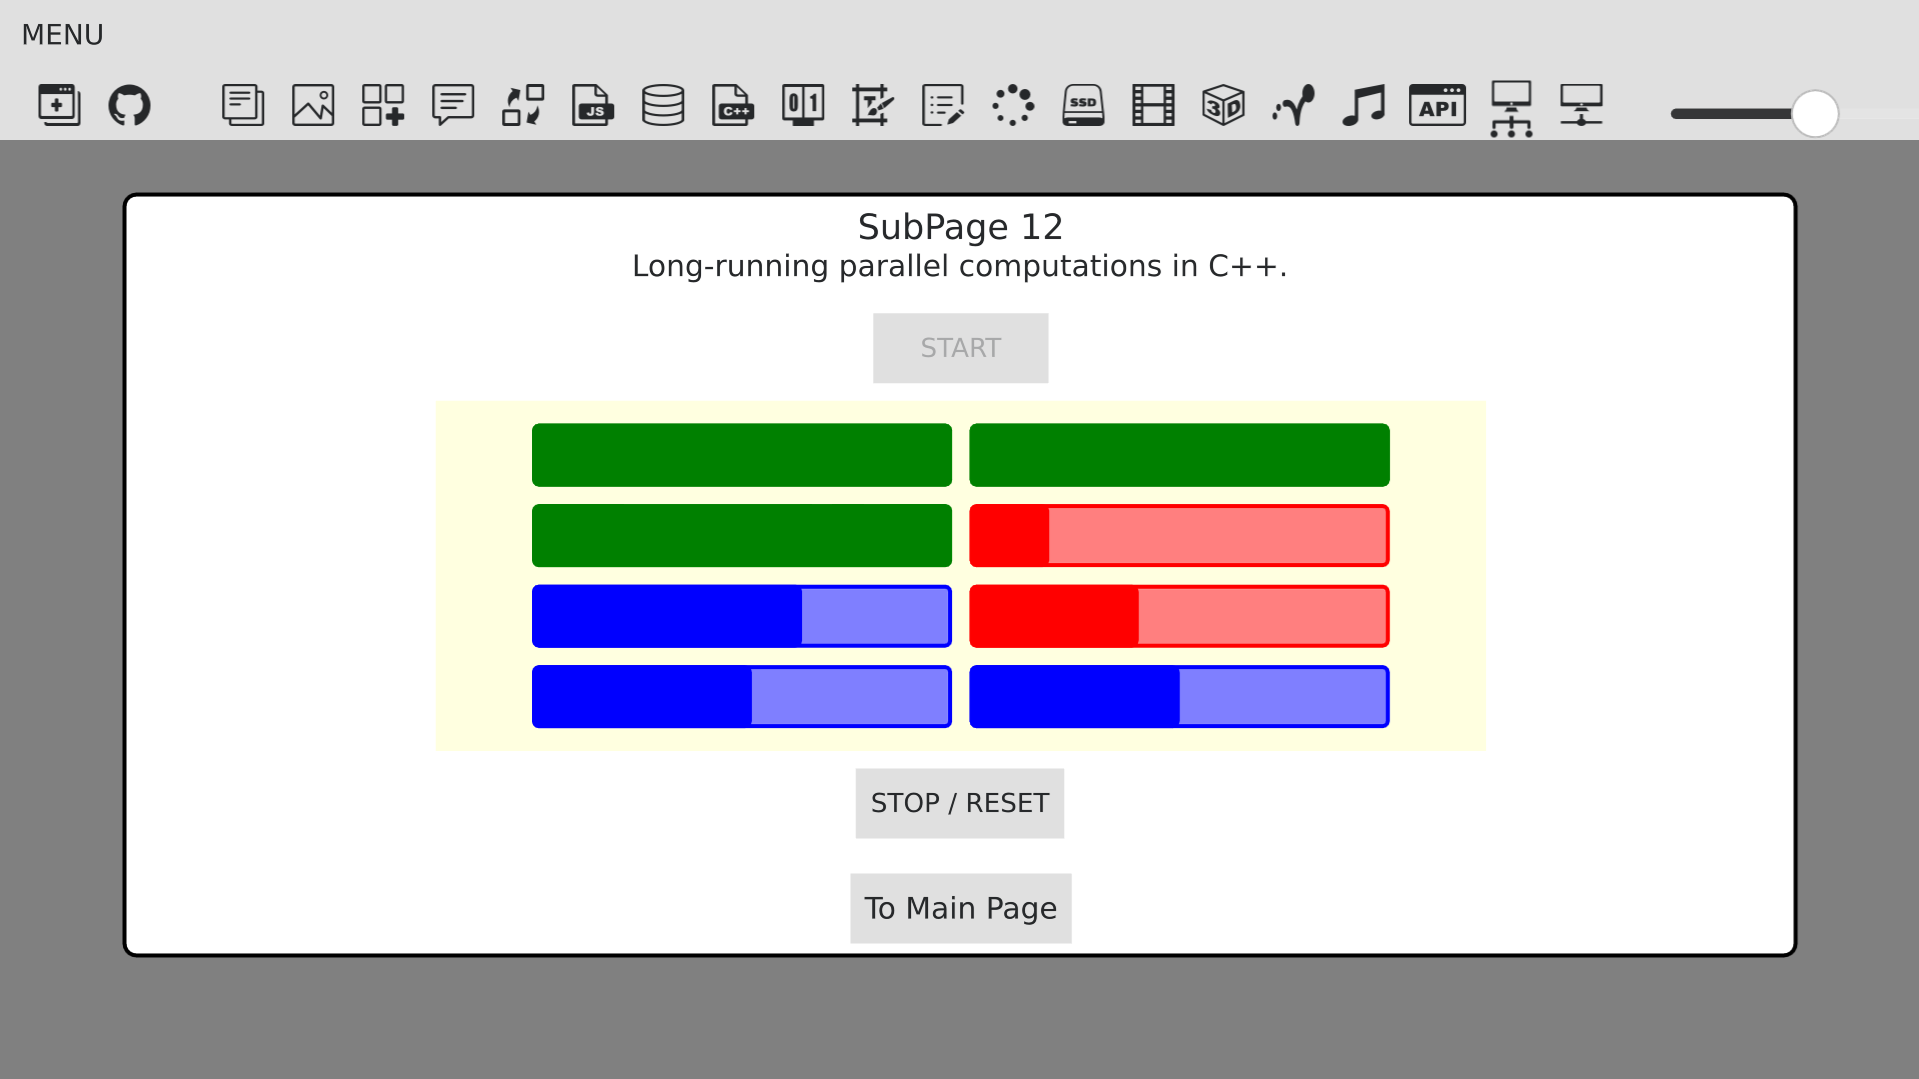 MENU
JS
C++
0 1
SSD
3D
API
SubPage 12
Long-running parallel computations in C++.
START
STOP / RESET
To Main Page